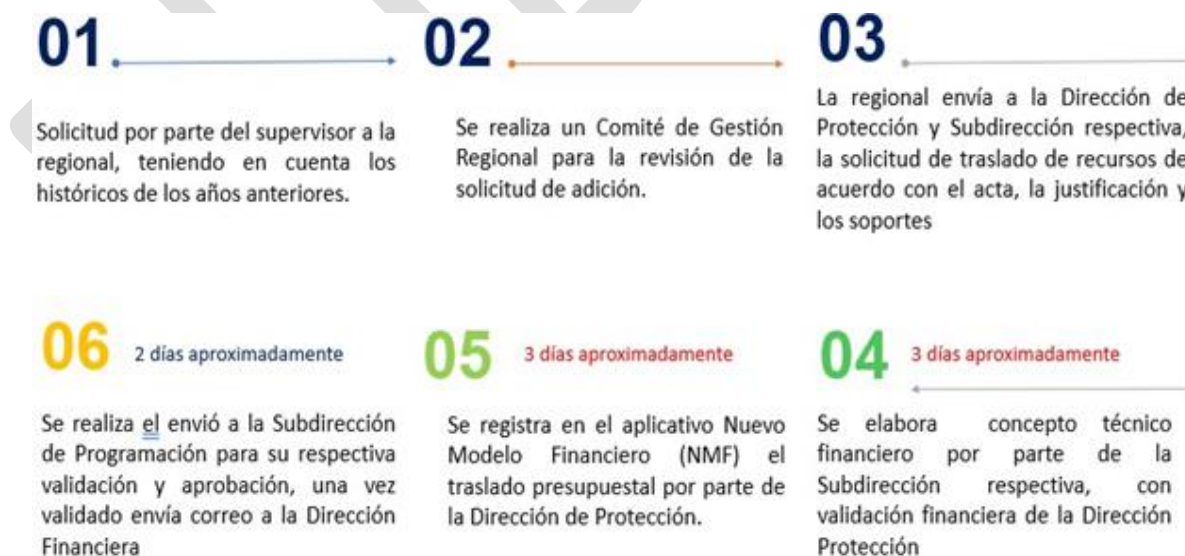 01
Solicitud por parte del supervisor a la
regional, teniendo en cuenta los
históricos de los años anteriores.
02
Se realiza un Comité de Gestión
Regional para la revisión de la
solicitud de adición.
03
La regional envía a la Dirección de
Protección y Subdirección respectiva,
la solicitud de traslado de recursos de
acuerdo con el acta, la justificación y
los soportes
04 3 días aproximadamente
Se elabora concepto técnico
financiero por parte de la
Subdirección respectiva, con
validación financiera de la Dirección
Protección
05 3 días aproximadamente
Se registra en el aplicativo Nuevo
Modelo Financiero (NMF) el
traslado presupuestal por parte de
la Dirección de Protección.
06 2 días aproximadamente
Se realiza el envió a la Subdirección
de Programación para su respectiva
validación y aprobación, una vez
validado envía correo a la Dirección
Financiera